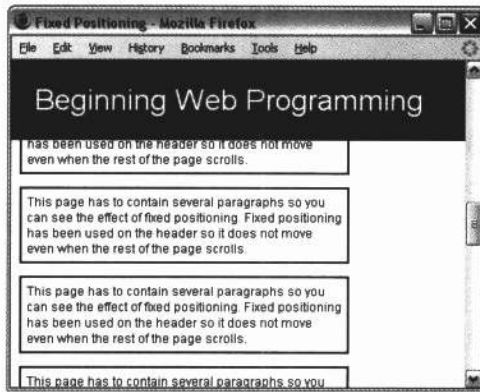 Fixed Positioning - Mozilla Firefox
File Edit View History Bookmarks Tools Help
Beginning Web Programming
has been used on the header so it does not move
even when the rest of the page scrolls.
This page has to contain several paragraphs so you
can see the effect of fixed positioning. Fixed positioning
has been used on the header so it does not move
even when the rest of the page scrolls.
This page has to contain several paragraphs so you
can see the effect of fixed positioning. Fixed positioning
has been used on the header so it does not move
even when the rest of the page scrolls.
This page has to contain several paragraphs so you